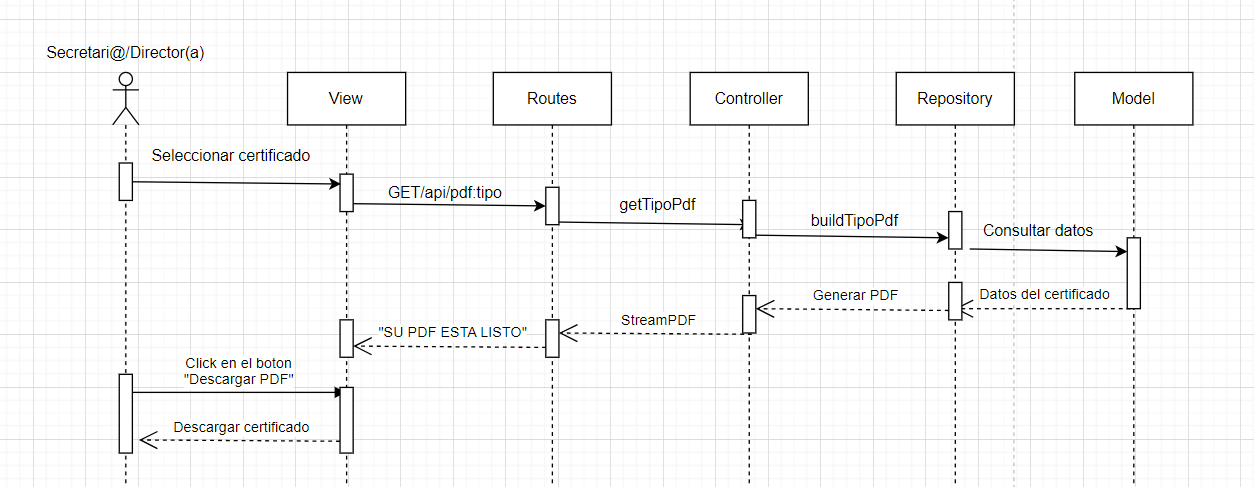 Secretari@/Director(a)
View
Routes
Controller
Repository
Model
Seleccionar certificado
GET/api/pdf:tipo
getTipoPdf
buildTipoPdf
Consultar datos
Datos del certificado
Generar PDF
StreamPDF
"SU PDF ESTA LISTO"
Click en el boton
"Descargar PDF"
Descargar certificado